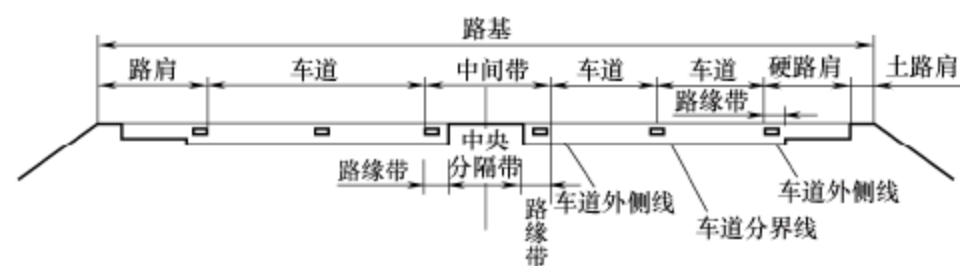 路基
路肩
车道
中间带
车道
车道
硬路肩
土路肩
路缘带
中央
分隔带
路缘带
路缘带
车道外侧线
车道分界线
车道外侧线